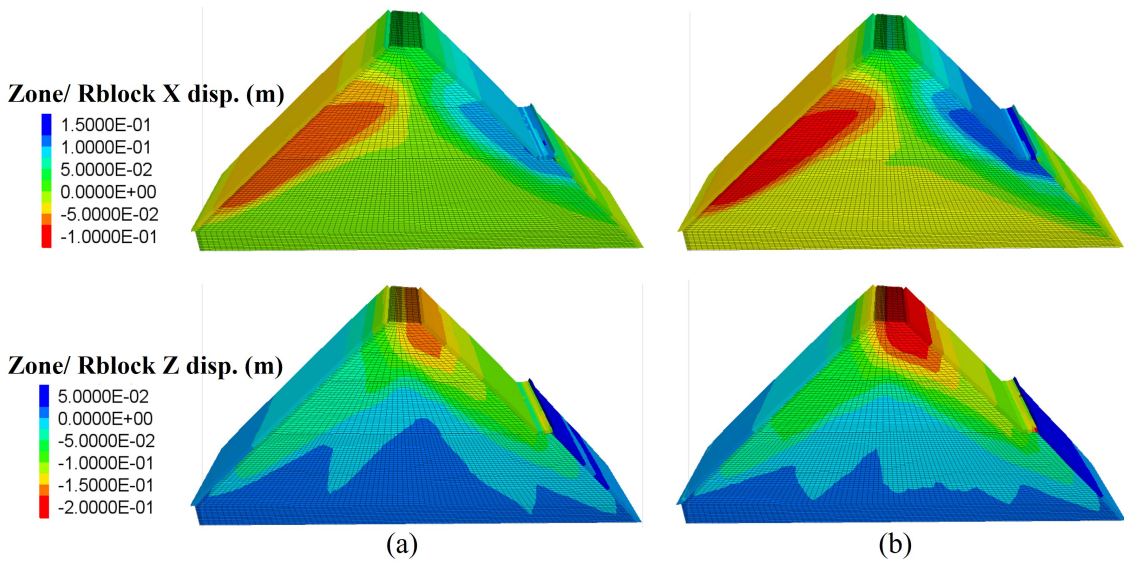 Zone/ Rblock X disp. (m)
1.5000E-01
1.0000E-01
5.0000E-02
0.0000E+00
-5.0000E-02
-1.0000E-01
Zone/ Rblock Z disp. (m)
5.0000E-02
0.0000E+00
-5.0000E-02
-1.0000E-01
-1.5000E-01
-2.0000E-01
(a)
(b)